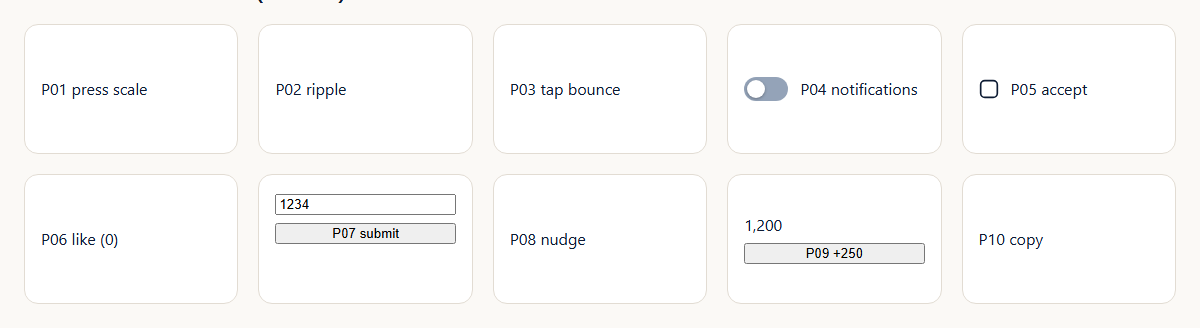 P01 press scale
P02 ripple
P03 tap bounce
P04 notifications
P05 accept
P06 like (0)
1234
P07 submit
P08 nudge
1,200
P09 +250
P10 copy